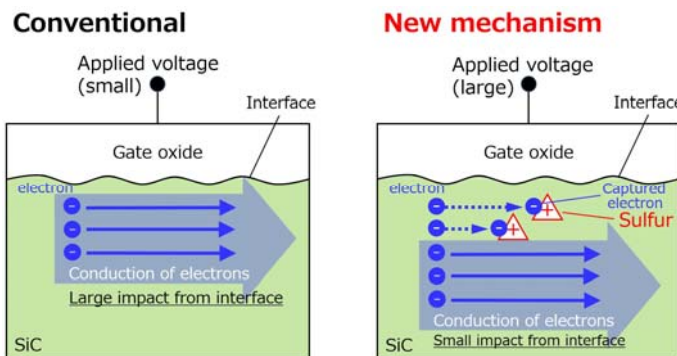 Conventional
Applied voltage
(small)
Interface
Gate oxide
electron
Conduction of electrons
Large impact from interface
SiC
New mechanism
Applied voltage
(large)
Interface
Gate oxide
electron
Captured
electron
Sulfur
Conduction of electrons
Small impact from interface
SiC